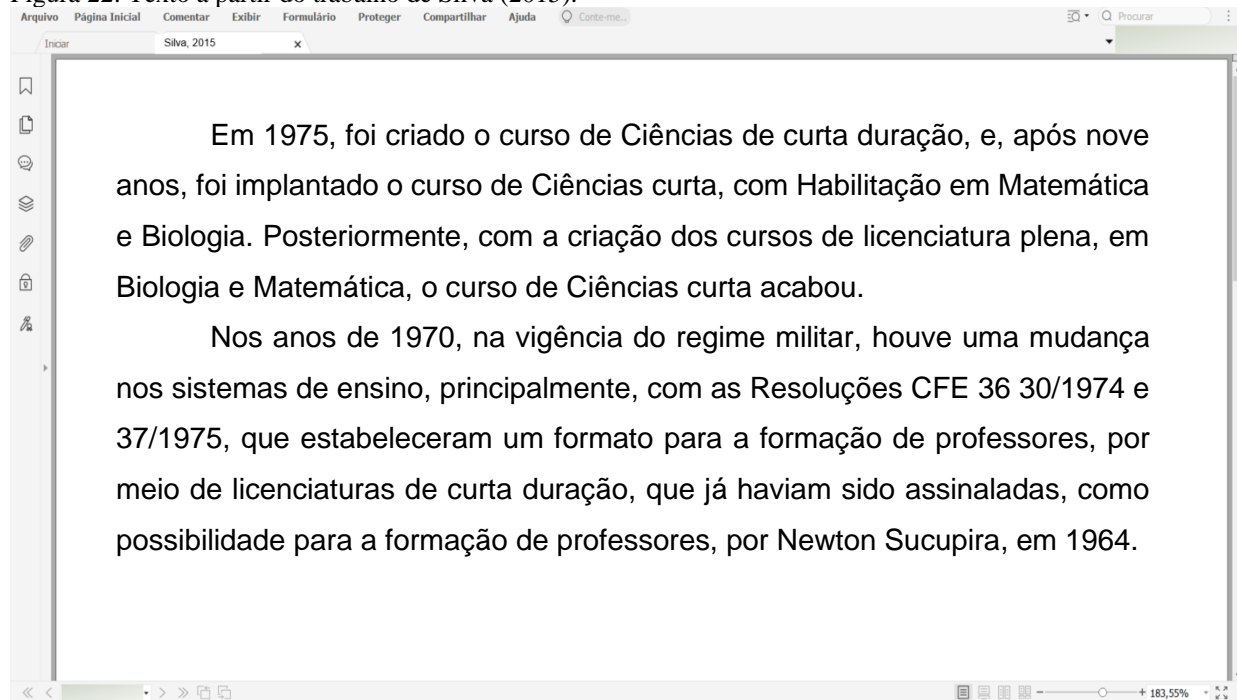 Figura 22: Texto a partir do trabalho de Silva (2015).
Arquivo Página Inicial Comentar Exibir Formulário Proteger Compartilhar Ajuda Conte-me... Procurar
Iniciar Silva, 2015 x
Em 1975, foi criado o curso de Ciências de curta duração, e, após nove
anos, foi implantado o curso de Ciências curta, com Habilitação em Matemática
e Biologia. Posteriormente, com a criação dos cursos de licenciatura plena, em
Biologia e Matemática, o curso de Ciências curta acabou.
Nos anos de 1970, na vigência do regime militar, houve uma mudança
nos sistemas de ensino, principalmente, com as Resoluções CFE 36 30/1974 e
37/1975, que estabeleceram um formato para a formação de professores, por
meio de licenciaturas de curta duração, que já haviam sido assinaladas, como
possibilidade para a formação de professores, por Newton Sucupira, em 1964.
183,55%